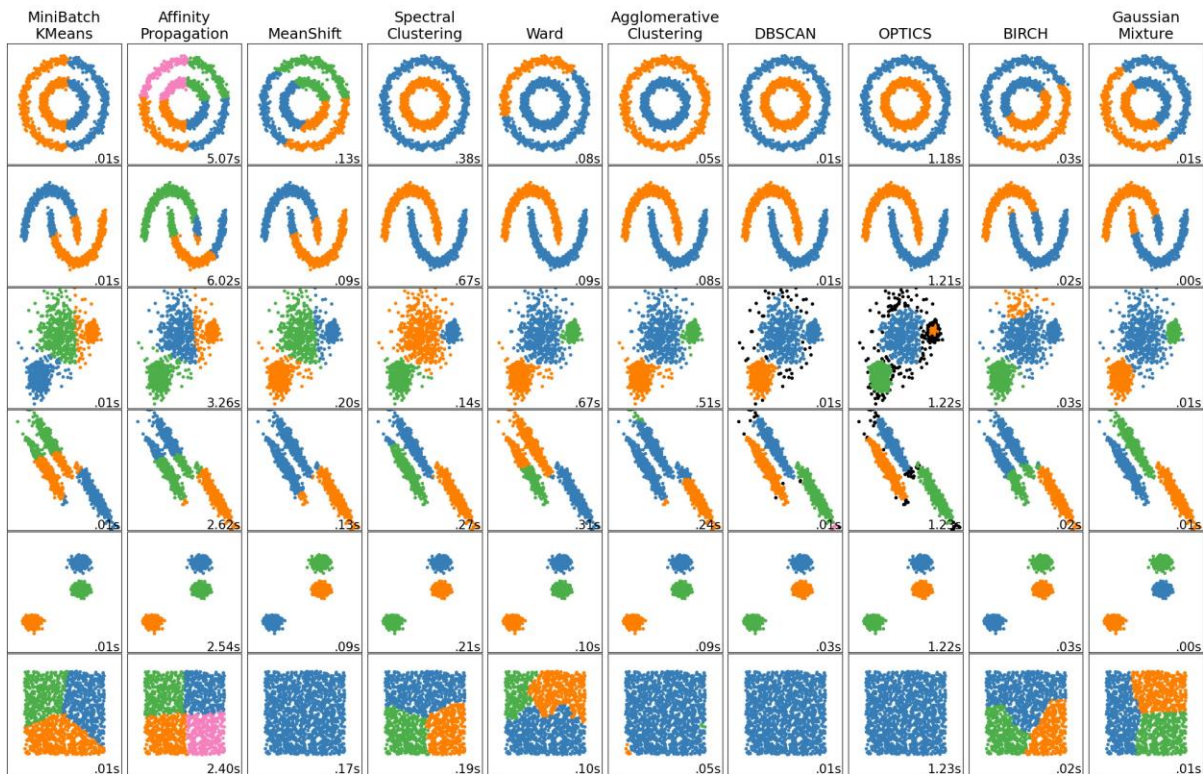 MiniBatch KMeans Affinity Propagation MeanShift Spectral Clustering Ward Agglomerative Clustering DBSCAN OPTICS BIRCH Gaussian Mixture
.01s 5.07s .13s .38s .08s .05s .01s 1.18s .03s .01s
.01s 6.02s .09s .67s .09s .08s .01s 1.21s .02s .00s
.01s 3.26s .20s .14s .67s .51s .01s 1.22s .03s .01s
.01s 2.62s .13s .27s .31s .24s .01s 1.23s .02s .01s
.01s 2.54s .09s .21s .10s .09s .03s 1.22s .03s .00s
.01s 2.40s .17s .19s .10s .05s .01s 1.23s .02s .01s